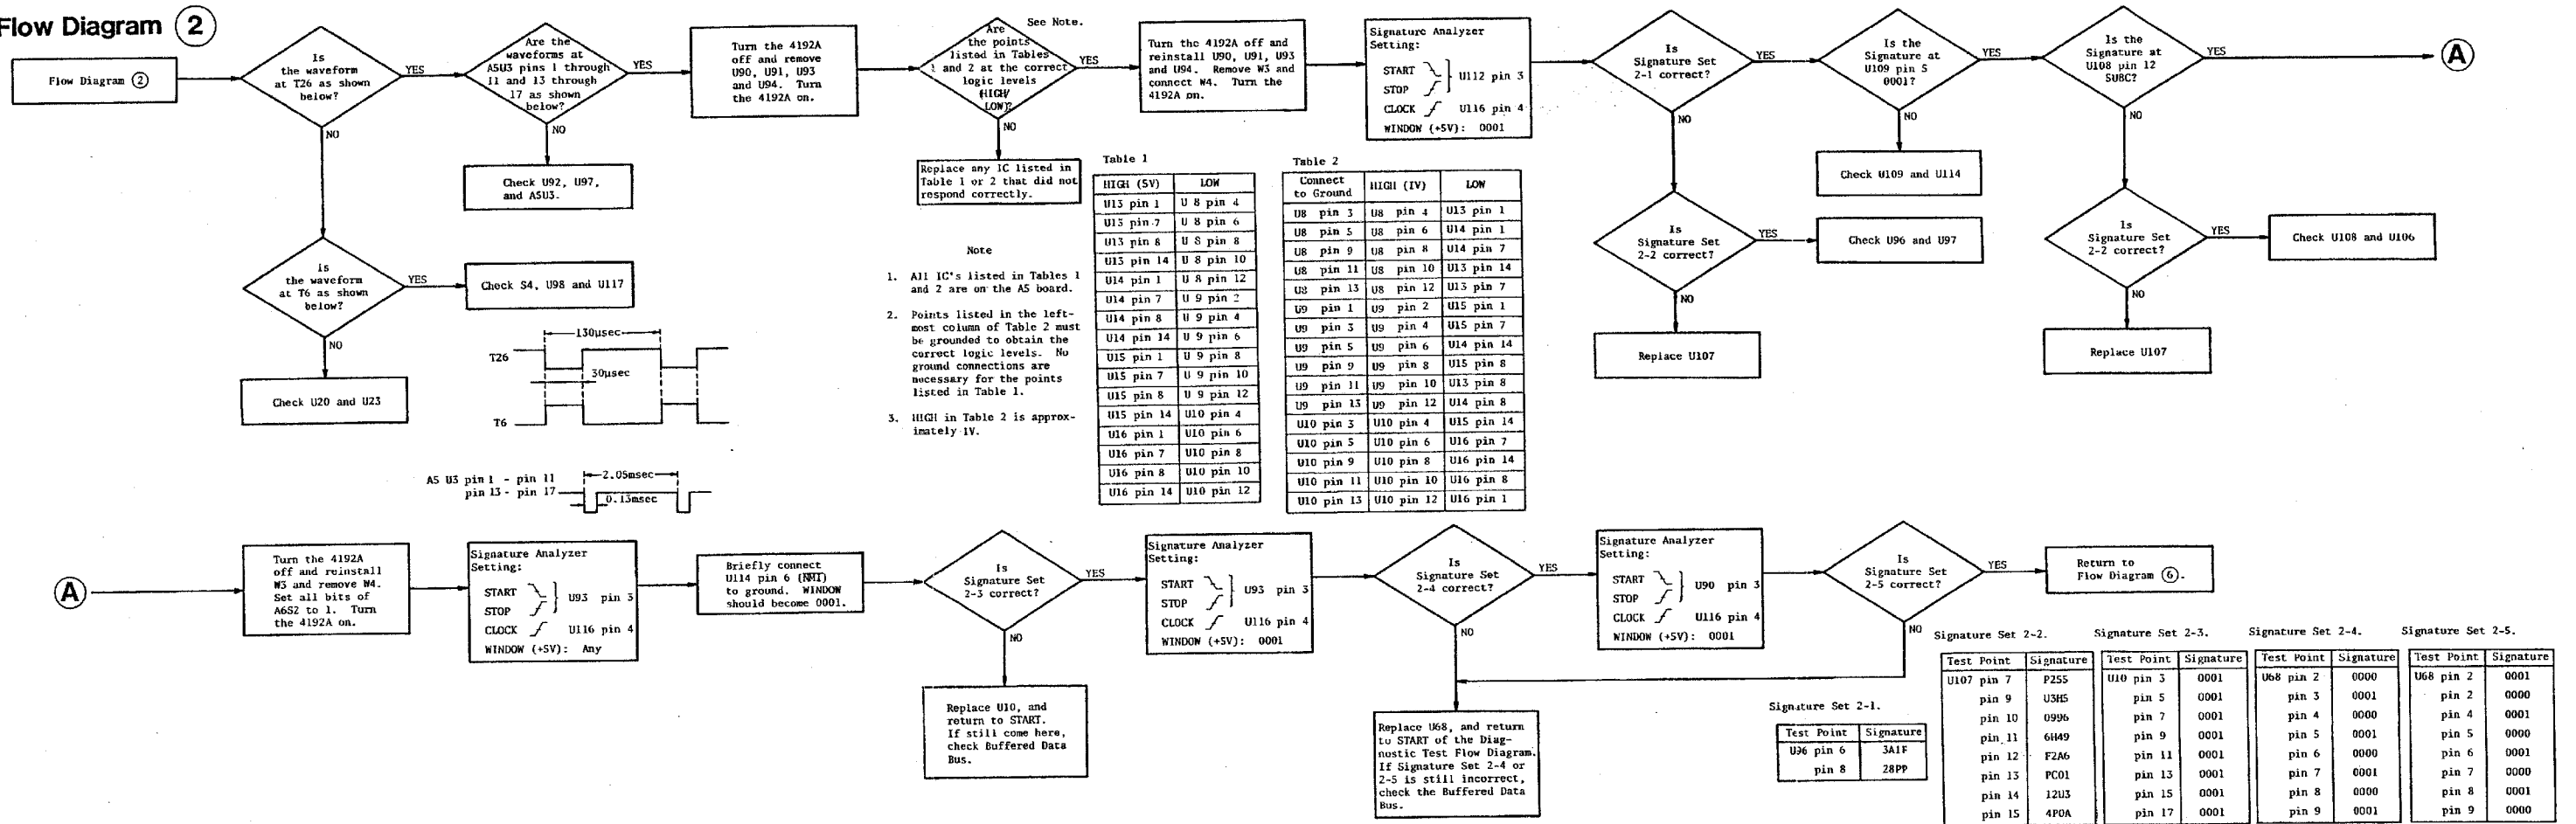 Flow Diagram 2
Flow Diagram 2
Is
the waveform
at T26 as shown
below?
YES
NO
Are the
waveforms at
A5U3 pins 1 through
11 and 13 through
17 as shown
below?
YES
NO
Check U92, U97,
and A5U3.
Turn the 4192A
off and remove
U90, U91, U93
and U94. Turn
the 4192A on.
See Note.
Are
the points
listed in Tables
1 and 2 at the correct
logic levels
(HIGH/
LOW)?
YES
NO
Replace any IC listed in
Table 1 or 2 that did not
respond correctly.
Turn the 4192A off and
reinstall U90, U91, U93
and U94. Remove W3 and
connect W4. Turn the
4192A on.
Signature Analyzer
Setting:
START
STOP
U112 pin 3
CLOCK U116 pin 4
WINDOW (+5V): 0001
Is
Signature Set
2-1 correct?
YES
NO
Is the
Signature at
U109 pin 5
0001?
YES
NO
Check U109 and U114
Is the
Signature at
U108 pin 12
5U8C?
YES
NO
A
Is
Signature Set
2-2 correct?
YES
NO
Check U96 and U97
Replace U107
Is
Signature Set
2-2 correct?
YES
NO
Check U108 and U106
Replace U107
Is
the waveform
at T6 as shown
below?
YES
NO
Check S4, U98 and U117
Check U20 and U23
130µsec
T26
30µsec
T6
A5 U3 pin 1 - pin 11
pin 13 - pin 17
2.05msec
0.13msec
Note
1. All IC's listed in Tables 1
and 2 are on the A5 board.
2. Points listed in the left-
most column of Table 2 must
be grounded to obtain the
correct logic levels. No
ground connections are
necessary for the points
listed in Table 1.
3. HIGH in Table 2 is approx-
imately 1V.
Table 1
HIGH (5V) LOW
U13 pin 1 U 8 pin 4
U13 pin 7 U 8 pin 6
U13 pin 8 U 8 pin 8
U13 pin 14 U 8 pin 10
U14 pin 1 U 8 pin 12
U14 pin 7 U 9 pin 2
U14 pin 8 U 9 pin 4
U14 pin 14 U 9 pin 6
U15 pin 1 U 9 pin 8
U15 pin 7 U 9 pin 10
U15 pin 8 U 9 pin 12
U15 pin 14 U10 pin 4
U16 pin 1 U10 pin 6
U16 pin 7 U10 pin 8
U16 pin 8 U10 pin 10
U16 pin 14 U10 pin 12
Table 2
Connect
to Ground HIGH (1V) LOW
U8 pin 3 U8 pin 4 U13 pin 1
U8 pin 5 U8 pin 6 U14 pin 1
U8 pin 9 U8 pin 8 U14 pin 7
U8 pin 11 U8 pin 10 U13 pin 14
U8 pin 13 U8 pin 12 U13 pin 7
U9 pin 1 U9 pin 2 U15 pin 1
U9 pin 3 U9 pin 4 U15 pin 7
U9 pin 5 U9 pin 6 U14 pin 14
U9 pin 9 U9 pin 8 U15 pin 8
U9 pin 11 U9 pin 10 U13 pin 8
U9 pin 13 U9 pin 12 U14 pin 8
U10 pin 3 U10 pin 4 U15 pin 14
U10 pin 5 U10 pin 6 U16 pin 7
U10 pin 9 U10 pin 8 U16 pin 14
U10 pin 11 U10 pin 10 U16 pin 8
U10 pin 13 U10 pin 12 U16 pin 1
A
Turn the 4192A
off and reinstall
W3 and remove W4.
Set all bits of
A6S2 to 1. Turn
the 4192A on.
Signature Analyzer
Setting:
START
STOP
U93 pin 3
CLOCK U116 pin 4
WINDOW (+5V): Any
Briefly connect
U114 pin 6 (NMI)
to ground. WINDOW
should become 0001.
Is
Signature Set
2-3 correct?
YES
NO
Replace U10, and
return to START.
If still come here,
check Buffered Data
Bus.
Signature Analyzer
Setting:
START
STOP
U93 pin 3
CLOCK U116 pin 4
WINDOW (+5V): 0001
Is
Signature Set
2-4 correct?
YES
NO
Replace U68, and return
to START of the Diag-
nostic Test Flow Diagram.
If Signature Set 2-4 or
2-5 is still incorrect,
check the Buffered Data
Bus.
Signature Analyzer
Setting:
START
STOP
U90 pin 3
CLOCK U116 pin 4
WINDOW (+5V): 0001
Is
Signature Set
2-5 correct?
YES
NO
Return to
Flow Diagram 6.
Signature Set 2-1.
Test Point Signature
U96 pin 6 3A1F
pin 8 28PP
Signature Set 2-2.
Test Point Signature
U107 pin 7 P255
pin 9 U3H5
pin 10 0996
pin 11 6H49
pin 12 F2A6
pin 13 PC01
pin 14 12U3
pin 15 4P0A
Signature Set 2-3.
Test Point Signature
U10 pin 3 0001
pin 5 0001
pin 7 0001
pin 9 0001
pin 11 0001
pin 13 0001
pin 15 0001
pin 17 0001
Signature Set 2-4.
Test Point Signature
U68 pin 2 0000
pin 3 0001
pin 4 0000
pin 5 0001
pin 6 0000
pin 7 0001
pin 8 0000
pin 9 0001
Signature Set 2-5.
Test Point Signature
U68 pin 2 0001
pin 2 0000
pin 4 0001
pin 5 0000
pin 6 0001
pin 7 0000
pin 8 0001
pin 9 0000